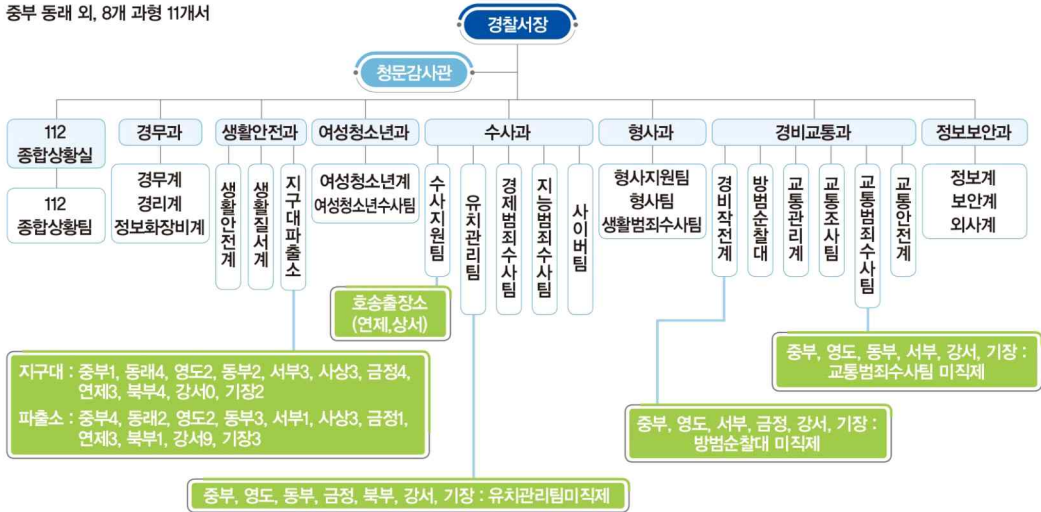 중부 동래 외, 8개 과형 11개서
경찰서장
청문감사관
112
종합상황실
경무과
생활안전과
여성청소년과
수사과
형사과
경비교통과
정보보안과
112
종합상황팀
경무계
경리계
정보화장비계
생활안전계
생활질서계
지구대파출소
여성청소년계
여성청소년수사팀
수사지원팀
유치관리팀
경제범죄수사팀
지능범죄수사팀
사이버팀
형사지원팀
형사팀
생활범죄수사팀
경비작전계
방범순찰대
교통관리계
교통조사팀
교통범죄수사팀
교통안전계
정보계
보안계
외사계
호송출장소
(연제,상서)
지구대 : 중부1, 동래4, 영도2, 동부2, 서부3, 사상3, 금정4,
연제3, 북부4, 강서0, 기장2
파출소 : 중부4, 동래2, 영도2, 동부3, 서부1, 사상3, 금정1,
연제3, 북부1, 강서9, 기장3
중부, 영도, 동부, 서부, 강서, 기장 :
교통범죄수사팀 미직제
중부, 영도, 서부, 금정, 강서, 기장 :
방범순찰대 미직제
중부, 영도, 동부, 금정, 북부, 강서, 기장 : 유치관리팀미직제